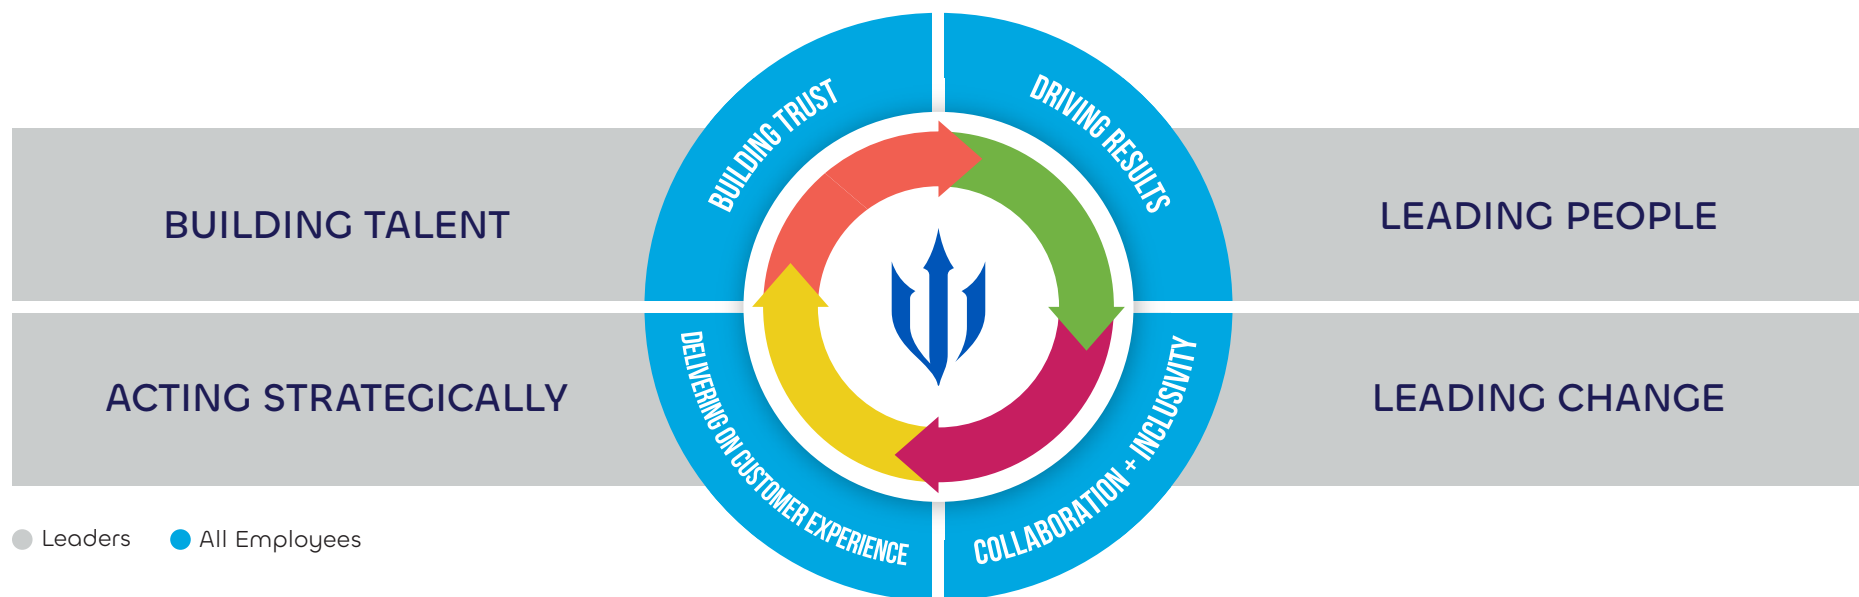 BUILDING TRUST
DRIVING RESULTS
BUILDING TALENT
LEADING PEOPLE
ACTING STRATEGICALLY
DELIVERING ON CUSTOMER EXPERIENCE
COLLABORATION + INCLUSIVITY
LEADING CHANGE
Leaders
All Employees